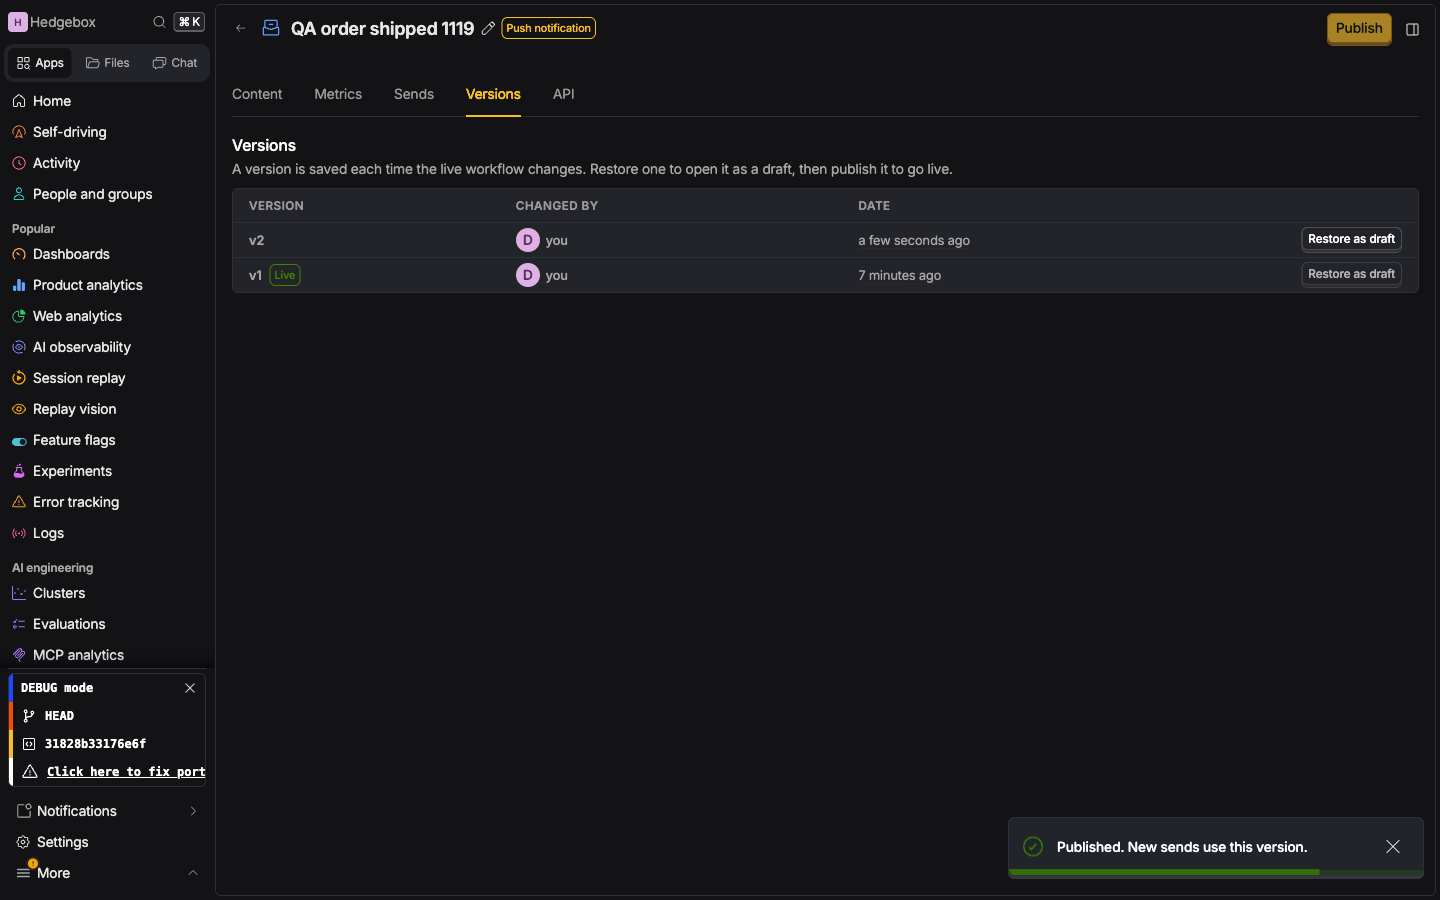 H Hedgebox ⌘ K
Apps Files Chat
Home
Self-driving
Activity
People and groups
Popular
Dashboards
Product analytics
Web analytics
AI observability
Session replay
Replay vision
Feature flags
Experiments
Error tracking
Logs
AI engineering
Clusters
Evaluations
MCP analytics
DEBUG mode
HEAD
31828b33176e6f
Click here to fix port
Notifications
Settings
More
QA order shipped 1119 Push notification
Publish
Content Metrics Sends Versions API
Versions
A version is saved each time the live workflow changes. Restore one to open it as a draft, then publish it to go live.
VERSION CHANGED BY DATE
v2 D you a few seconds ago Restore as draft
v1 Live D you 7 minutes ago Restore as draft
Published. New sends use this version.